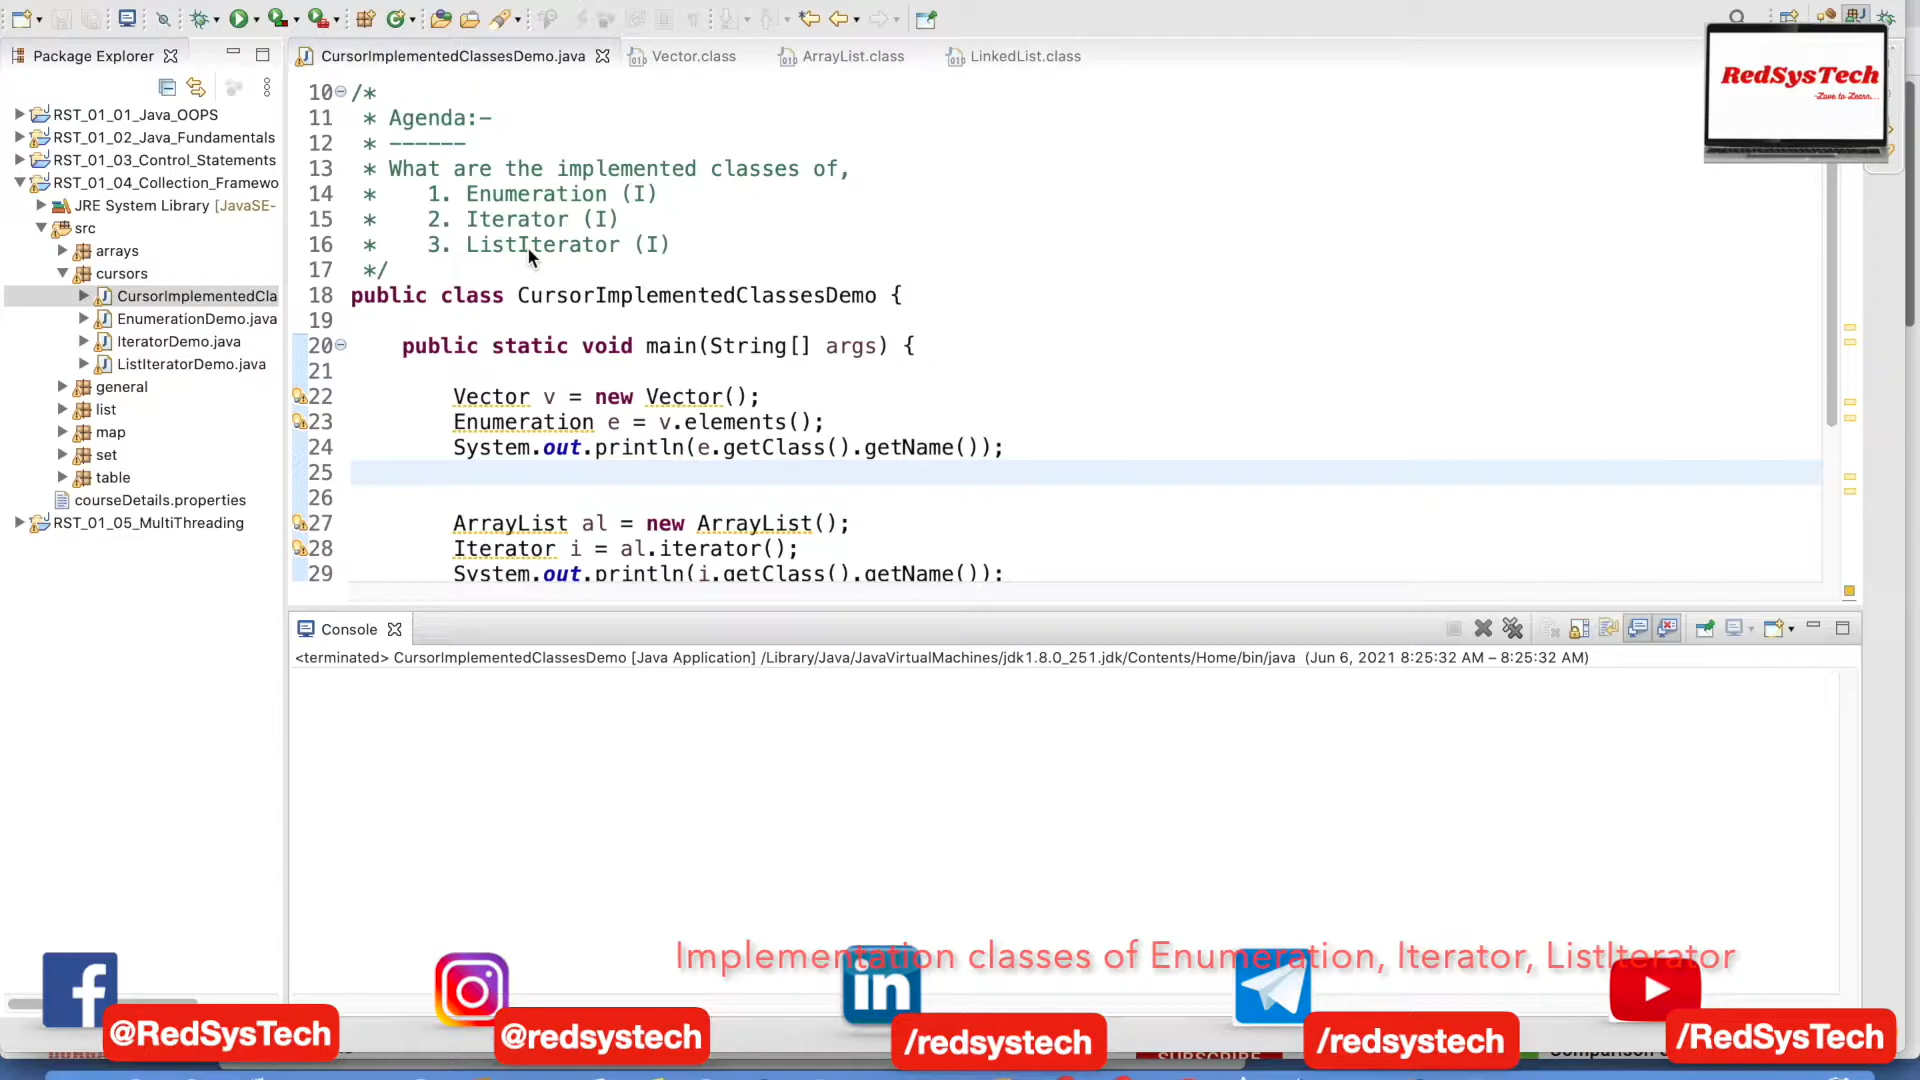 Package Explorer
CursorImplementedClassesDemo.java
Vector.class
ArrayList.class
LinkedList.class
RedSysTech
-Love to Learn...
RST_01_01_Java_OOPS
RST_01_02_Java_Fundamentals
RST_01_03_Control_Statements
RST_01_04_Collection_Framewo
JRE System Library [JavaSE-
src
arrays
cursors
CursorImplementedCla
EnumerationDemo.java
IteratorDemo.java
ListIteratorDemo.java
general
list
map
set
table
courseDetails.properties
RST_01_05_MultiThreading
10 /*
11 * Agenda:-
12 * ------
13 * What are the implemented classes of,
14 * 1. Enumeration (I)
15 * 2. Iterator (I)
16 * 3. ListIterator (I)
17 */
18 public class CursorImplementedClassesDemo {
19
20 public static void main(String[] args) {
21
22 Vector v = new Vector();
23 Enumeration e = v.elements();
24 System.out.println(e.getClass().getName());
25
26
27 ArrayList al = new ArrayList();
28 Iterator i = al.iterator();
29 System.out.println(i.getClass().getName());
Console
<terminated> CursorImplementedClassesDemo [Java Application] /Library/Java/JavaVirtualMachines/jdk1.8.0_251.jdk/Contents/Home/bin/java (Jun 6, 2021 8:25:32 AM – 8:25:32 AM)
Implementation classes of Enumeration, Iterator, ListIterator
@RedSysTech
@redsystech
/redsystech
/redsystech
/RedSysTech
SUBSCRIBE